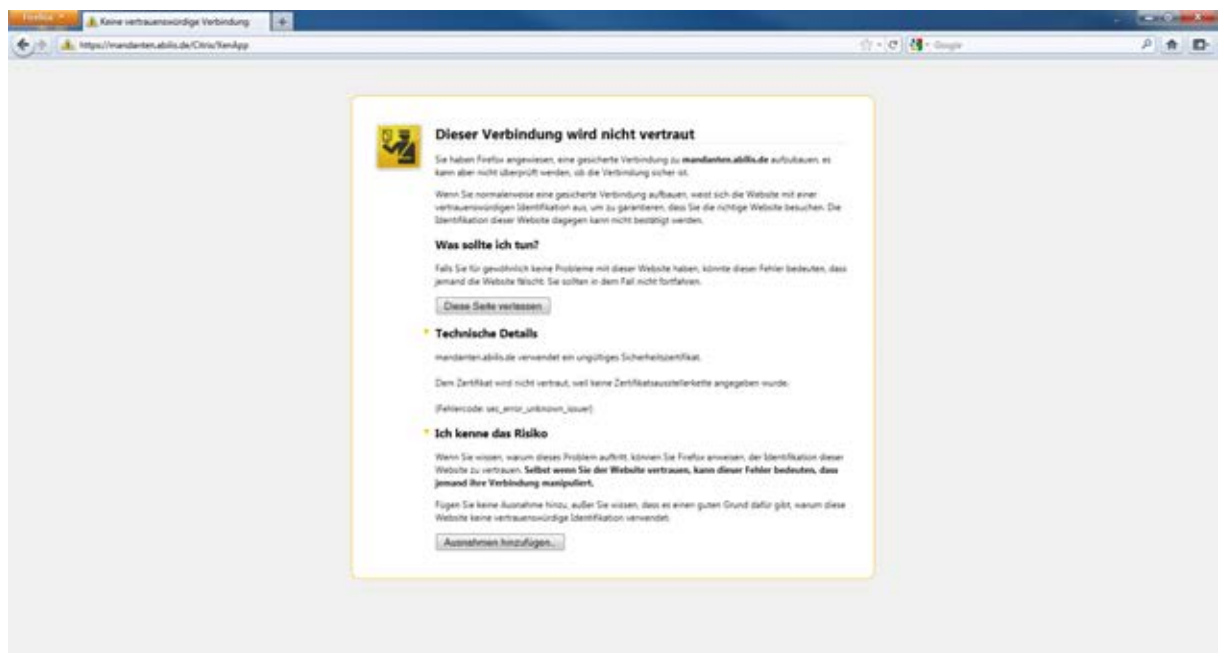 Firefox
Keine vertrauenswürdige Verbindung
https://mandanten.abilis.de/Citrix/XenApp
Google
Dieser Verbindung wird nicht vertraut
Sie haben Firefox angewiesen, eine gesicherte Verbindung zu mandanten.abilis.de aufzubauen, es
kann aber nicht überprüft werden, ob die Verbindung sicher ist.
Wenn Sie normalerweise eine gesicherte Verbindung aufbauen, weist sich die Website mit einer
vertrauenswürdigen Identifikation aus, um zu garantieren, dass Sie die richtige Website besuchen. Die
Identifikation dieser Website dagegen kann nicht bestätigt werden.
Was sollte ich tun?
Falls Sie für gewöhnlich keine Probleme mit dieser Website haben, könnte dieser Fehler bedeuten, dass
jemand die Website fälscht. Sie sollten in dem Fall nicht fortfahren.
Diese Seite verlassen
Technische Details
mandanten.abilis.de verwendet ein ungültiges Sicherheitszertifikat.
Dem Zertifikat wird nicht vertraut, weil keine Zertifikatsausstellerkette angegeben wurde.
(Fehlercode: sec_error_unknown_issuer)
Ich kenne das Risiko
Wenn Sie wissen, warum dieses Problem auftritt, können Sie Firefox anweisen, der Identifikation dieser
Website zu vertrauen. Selbst wenn Sie der Website vertrauen, kann dieser Fehler bedeuten, dass
jemand ihre Verbindung manipuliert.
Fügen Sie keine Ausnahme hinzu, außer Sie wissen, dass es einen guten Grund dafür gibt, warum diese
Website keine vertrauenswürdige Identifikation verwendet.
Ausnahmen hinzufügen...